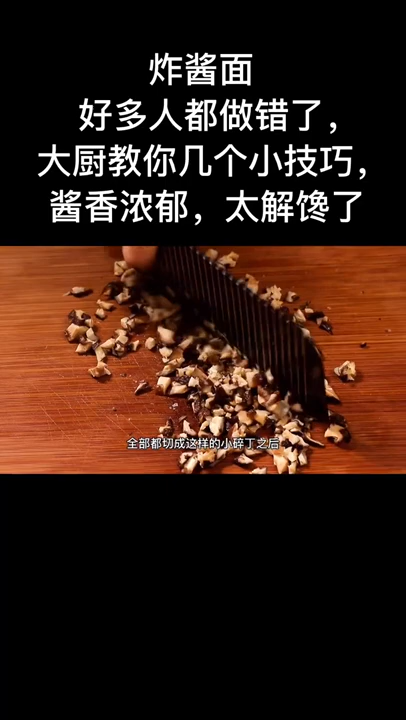 炸酱面
好多人都做错了，
大厨教你几个小技巧，
酱香浓郁，太解馋了
全部都切成这样的小碎丁之后